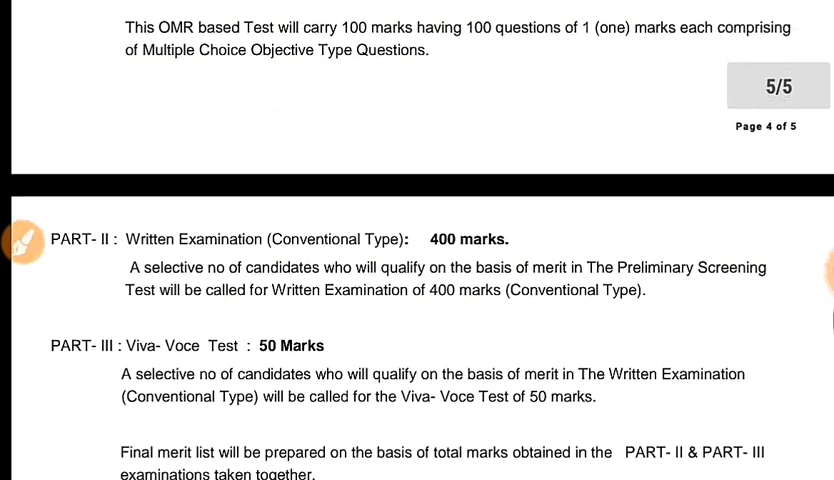 This OMR based Test will carry 100 marks having 100 questions of 1 (one) marks each comprising
of Multiple Choice Objective Type Questions.
5/5
Page 4 of 5
PART- II : Written Examination (Conventional Type): 400 marks.
A selective no of candidates who will qualify on the basis of merit in The Preliminary Screening
Test will be called for Written Examination of 400 marks (Conventional Type).
PART- III : Viva- Voce Test : 50 Marks
A selective no of candidates who will qualify on the basis of merit in The Written Examination
(Conventional Type) will be called for the Viva- Voce Test of 50 marks.
Final merit list will be prepared on the basis of total marks obtained in the PART- II & PART- III
examinations taken together.